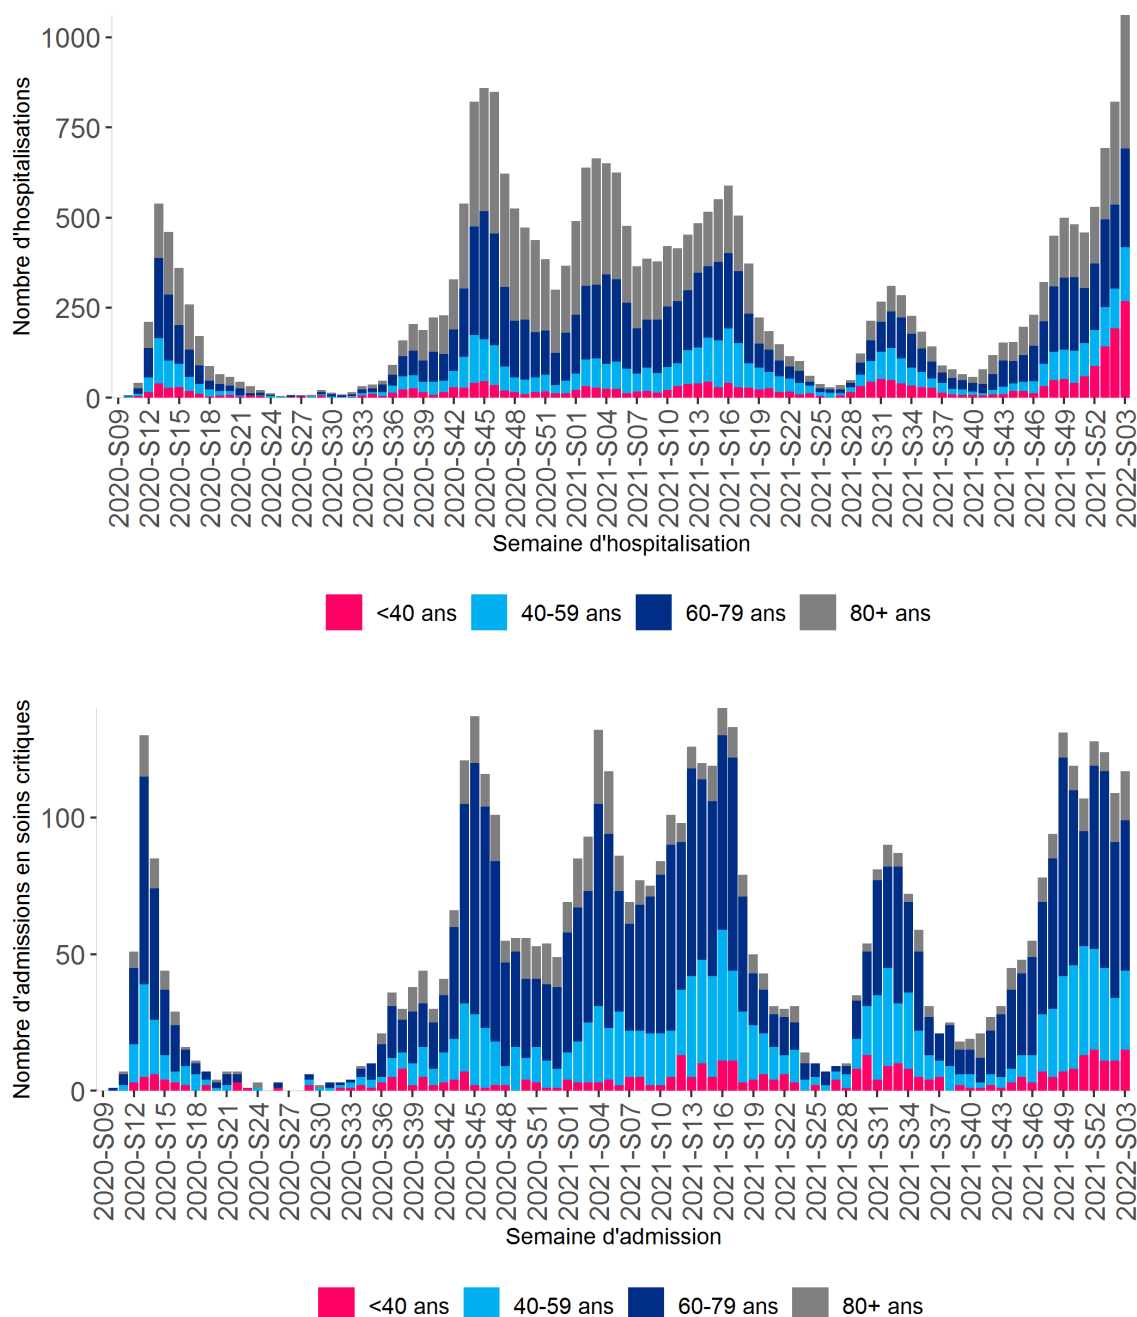 Nombre d'hospitalisations
1000
750
500
250
0
2020-S09
2020-S12
2020-S15
2020-S18
2020-S21
2020-S24
2020-S27
2020-S30
2020-S33
2020-S36
2020-S39
2020-S42
2020-S45
2020-S48
2020-S51
2021-S01
2021-S04
2021-S07
2021-S10
2021-S13
2021-S16
2021-S19
2021-S22
2021-S25
2021-S28
2021-S31
2021-S34
2021-S37
2021-S40
2021-S43
2021-S46
2021-S49
2021-S52
2022-S03
Semaine d'hospitalisation
<40 ans 40-59 ans 60-79 ans 80+ ans
Nombre d'admissions en soins critiques
100
50
0
2020-S09
2020-S12
2020-S15
2020-S18
2020-S21
2020-S24
2020-S27
2020-S30
2020-S33
2020-S36
2020-S39
2020-S42
2020-S45
2020-S48
2020-S51
2021-S01
2021-S04
2021-S07
2021-S10
2021-S13
2021-S16
2021-S19
2021-S22
2021-S25
2021-S28
2021-S31
2021-S34
2021-S37
2021-S40
2021-S43
2021-S46
2021-S49
2021-S52
2022-S03
Semaine d'admission
<40 ans 40-59 ans 60-79 ans 80+ ans